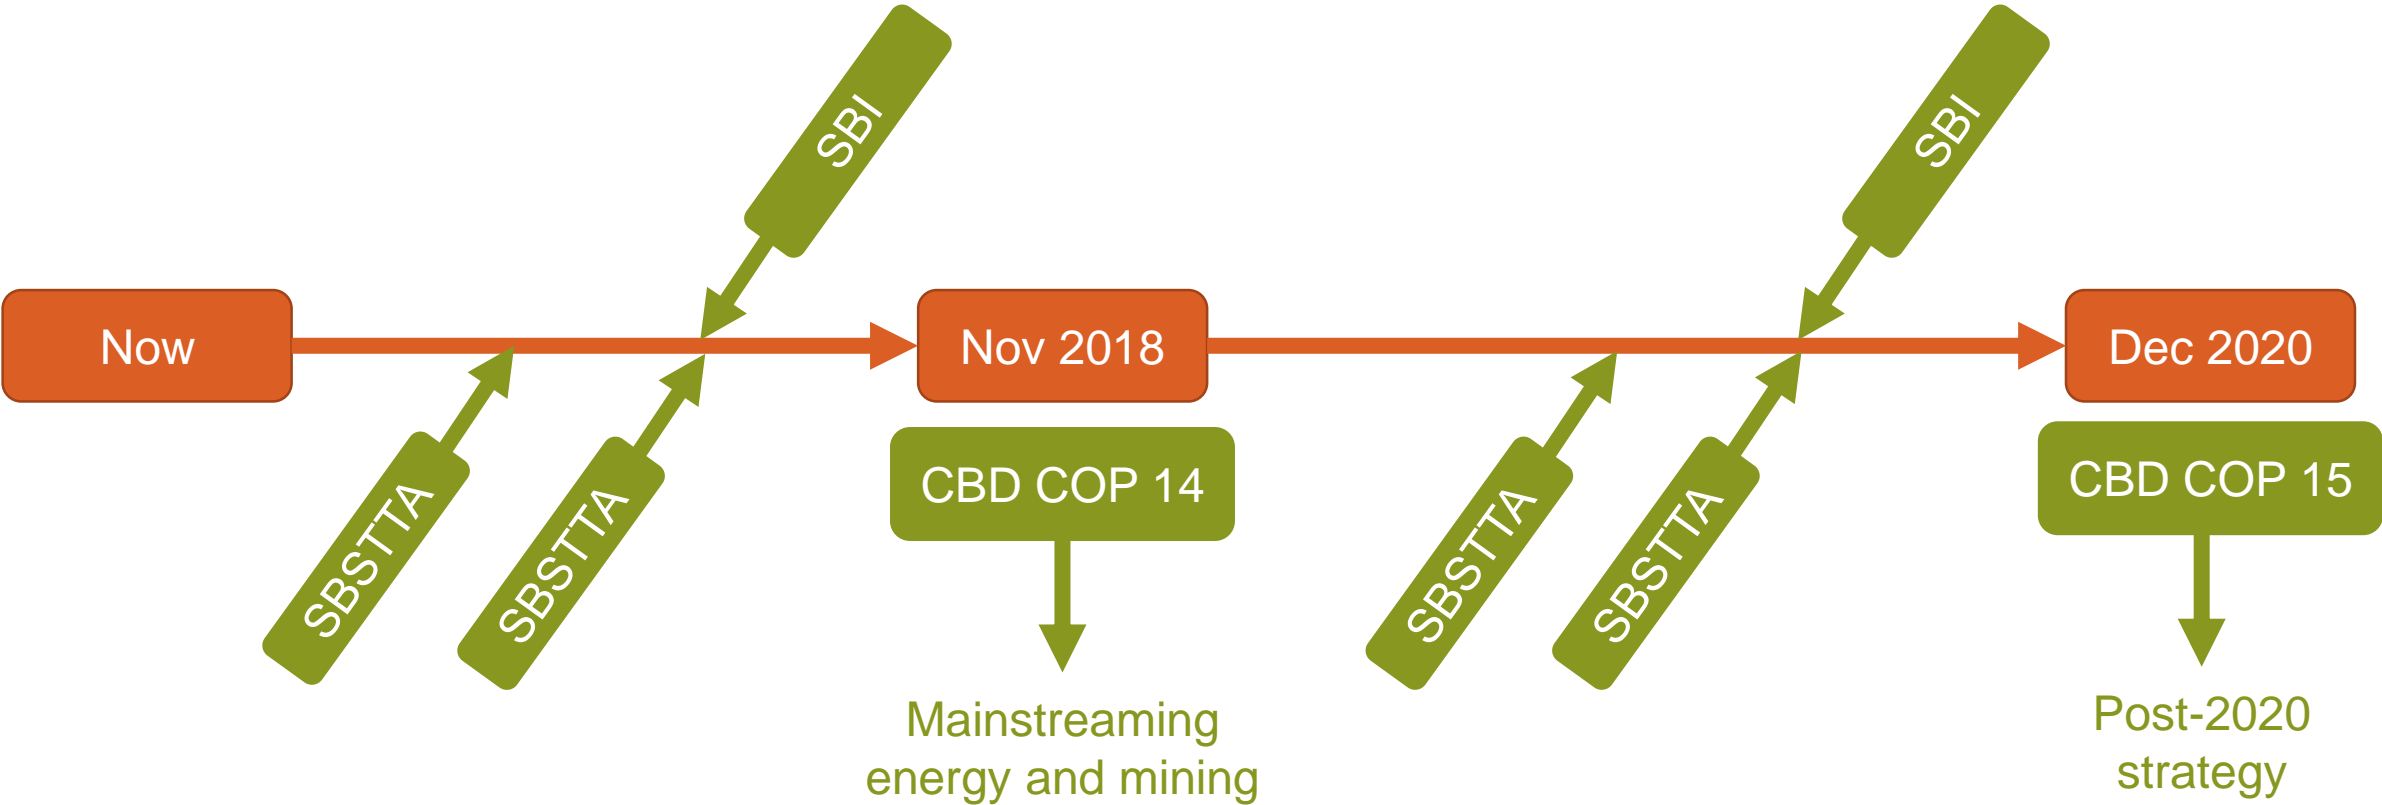 SBI
SBI
Now
Nov 2018
Dec 2020
SBSTTA
SBSTTA
CBD COP 14
SBSTTA
SBSTTA
CBD COP 15
Mainstreaming
energy and mining
Post-2020
strategy